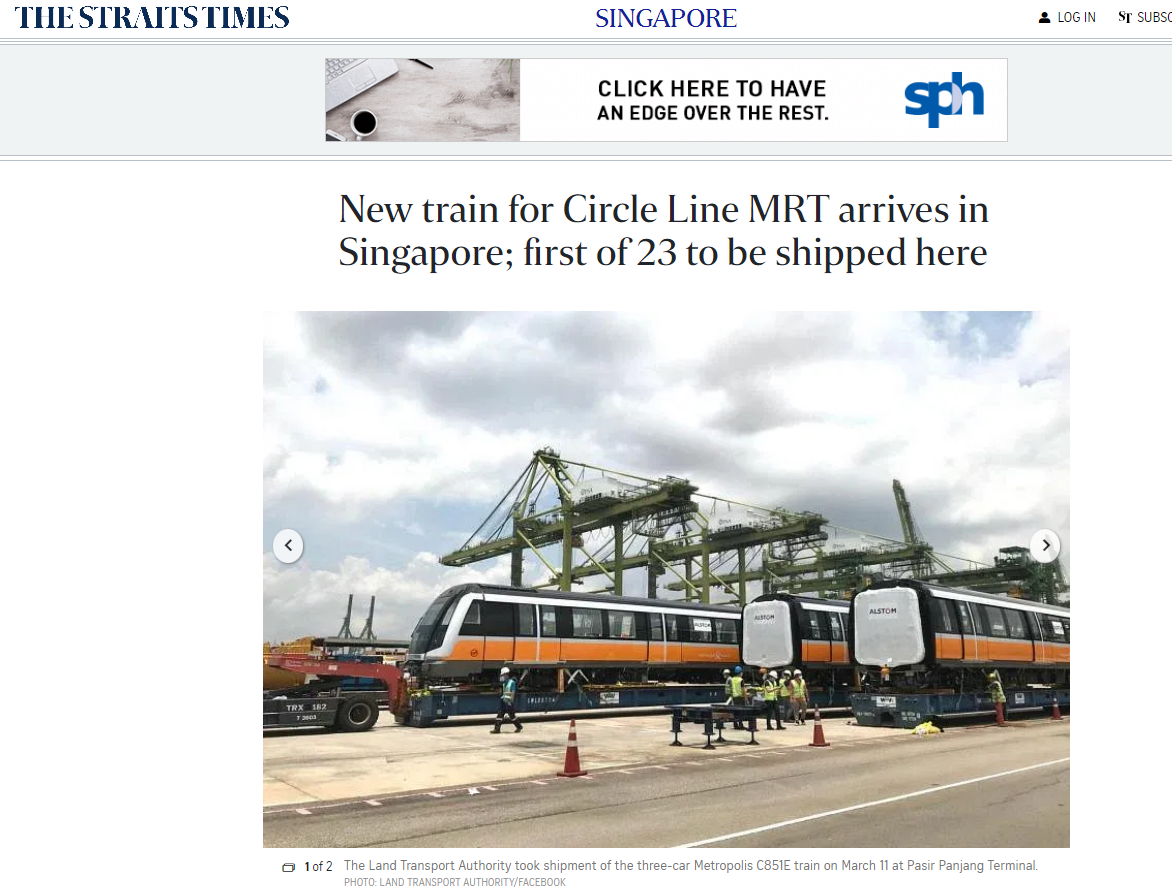 THE STRAITS TIMES
SINGAPORE
LOG IN
ST SUBSC
CLICK HERE TO HAVE
AN EDGE OVER THE REST.
sph
New train for Circle Line MRT arrives in
Singapore; first of 23 to be shipped here
ALSTOM
ALSTOM
ALSTOM
TRX 182
T 3603
1 of 2
The Land Transport Authority took shipment of the three-car Metropolis C851E train on March 11 at Pasir Panjang Terminal.
PHOTO: LAND TRANSPORT AUTHORITY/FACEBOOK